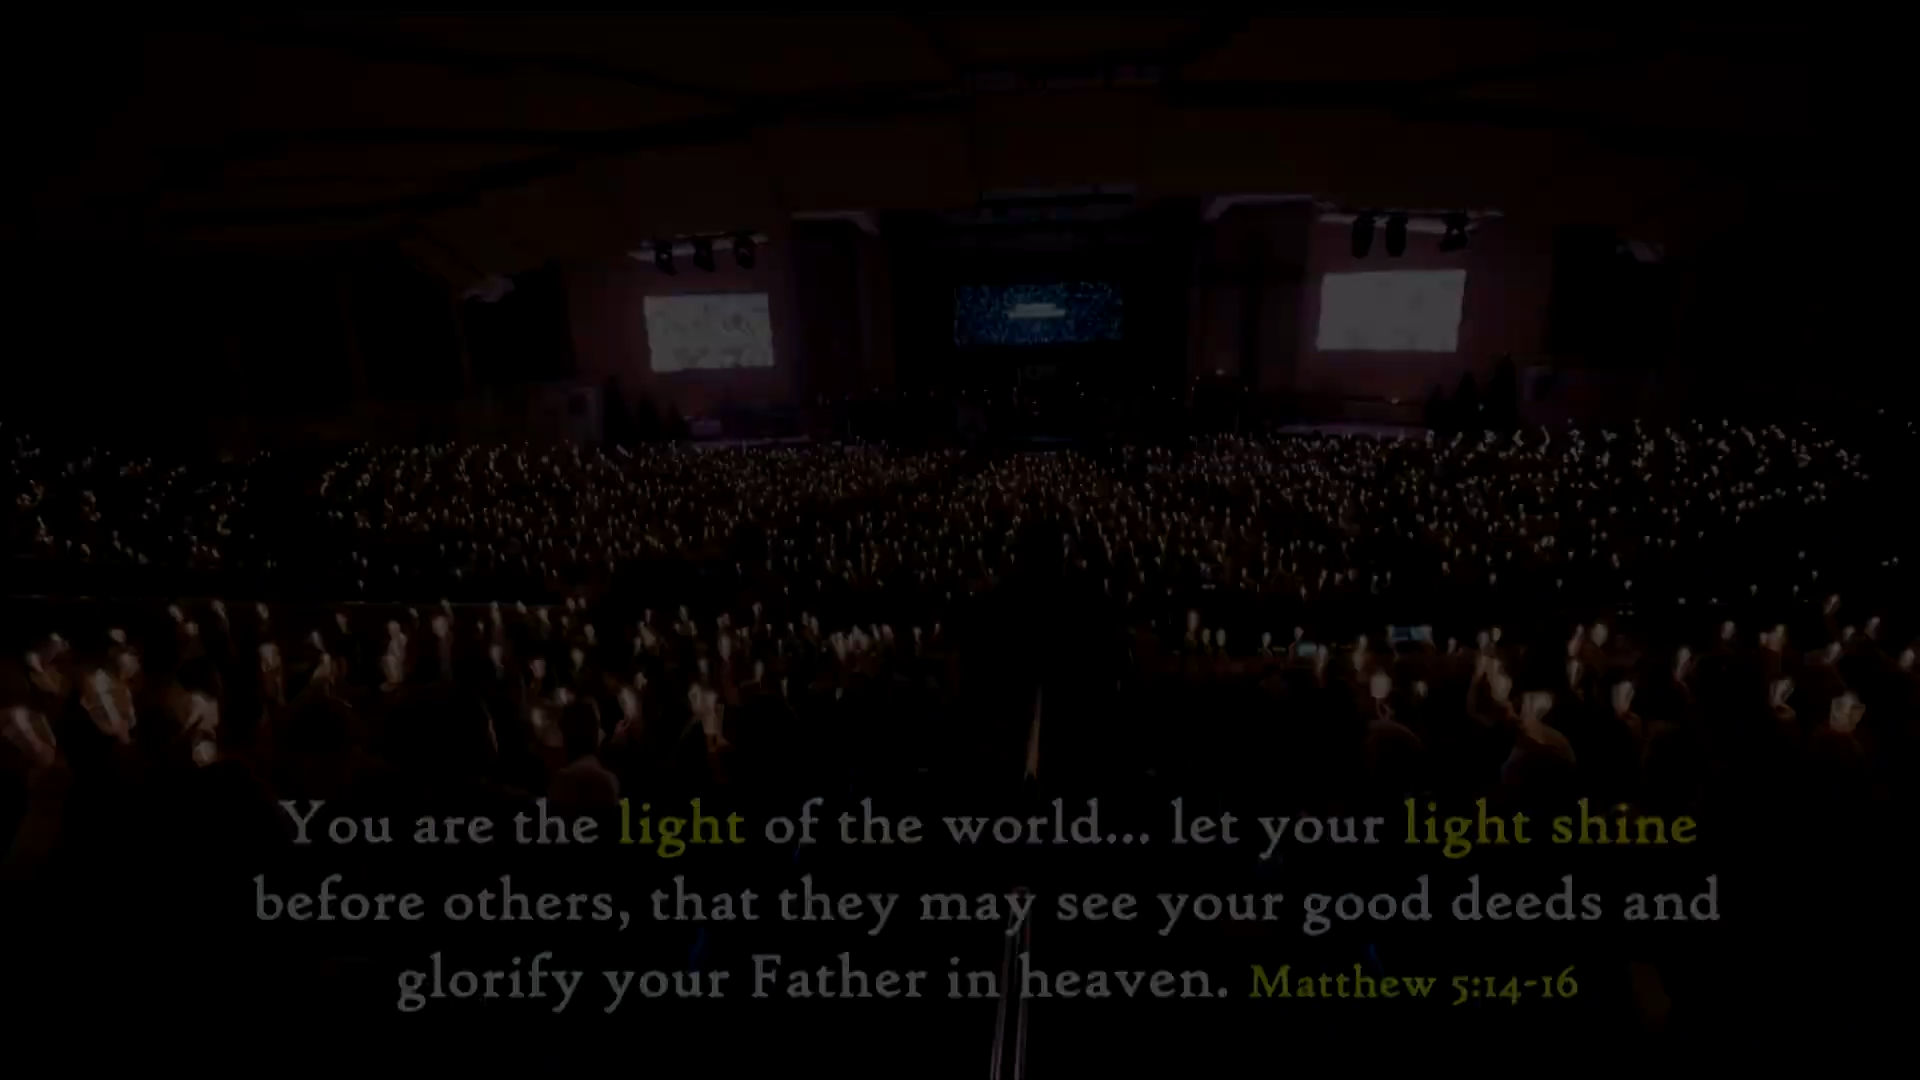 You are the light of the world... let your light shine
before others, that they may see your good deeds and
glorify your Father in heaven. Matthew 5:14-16